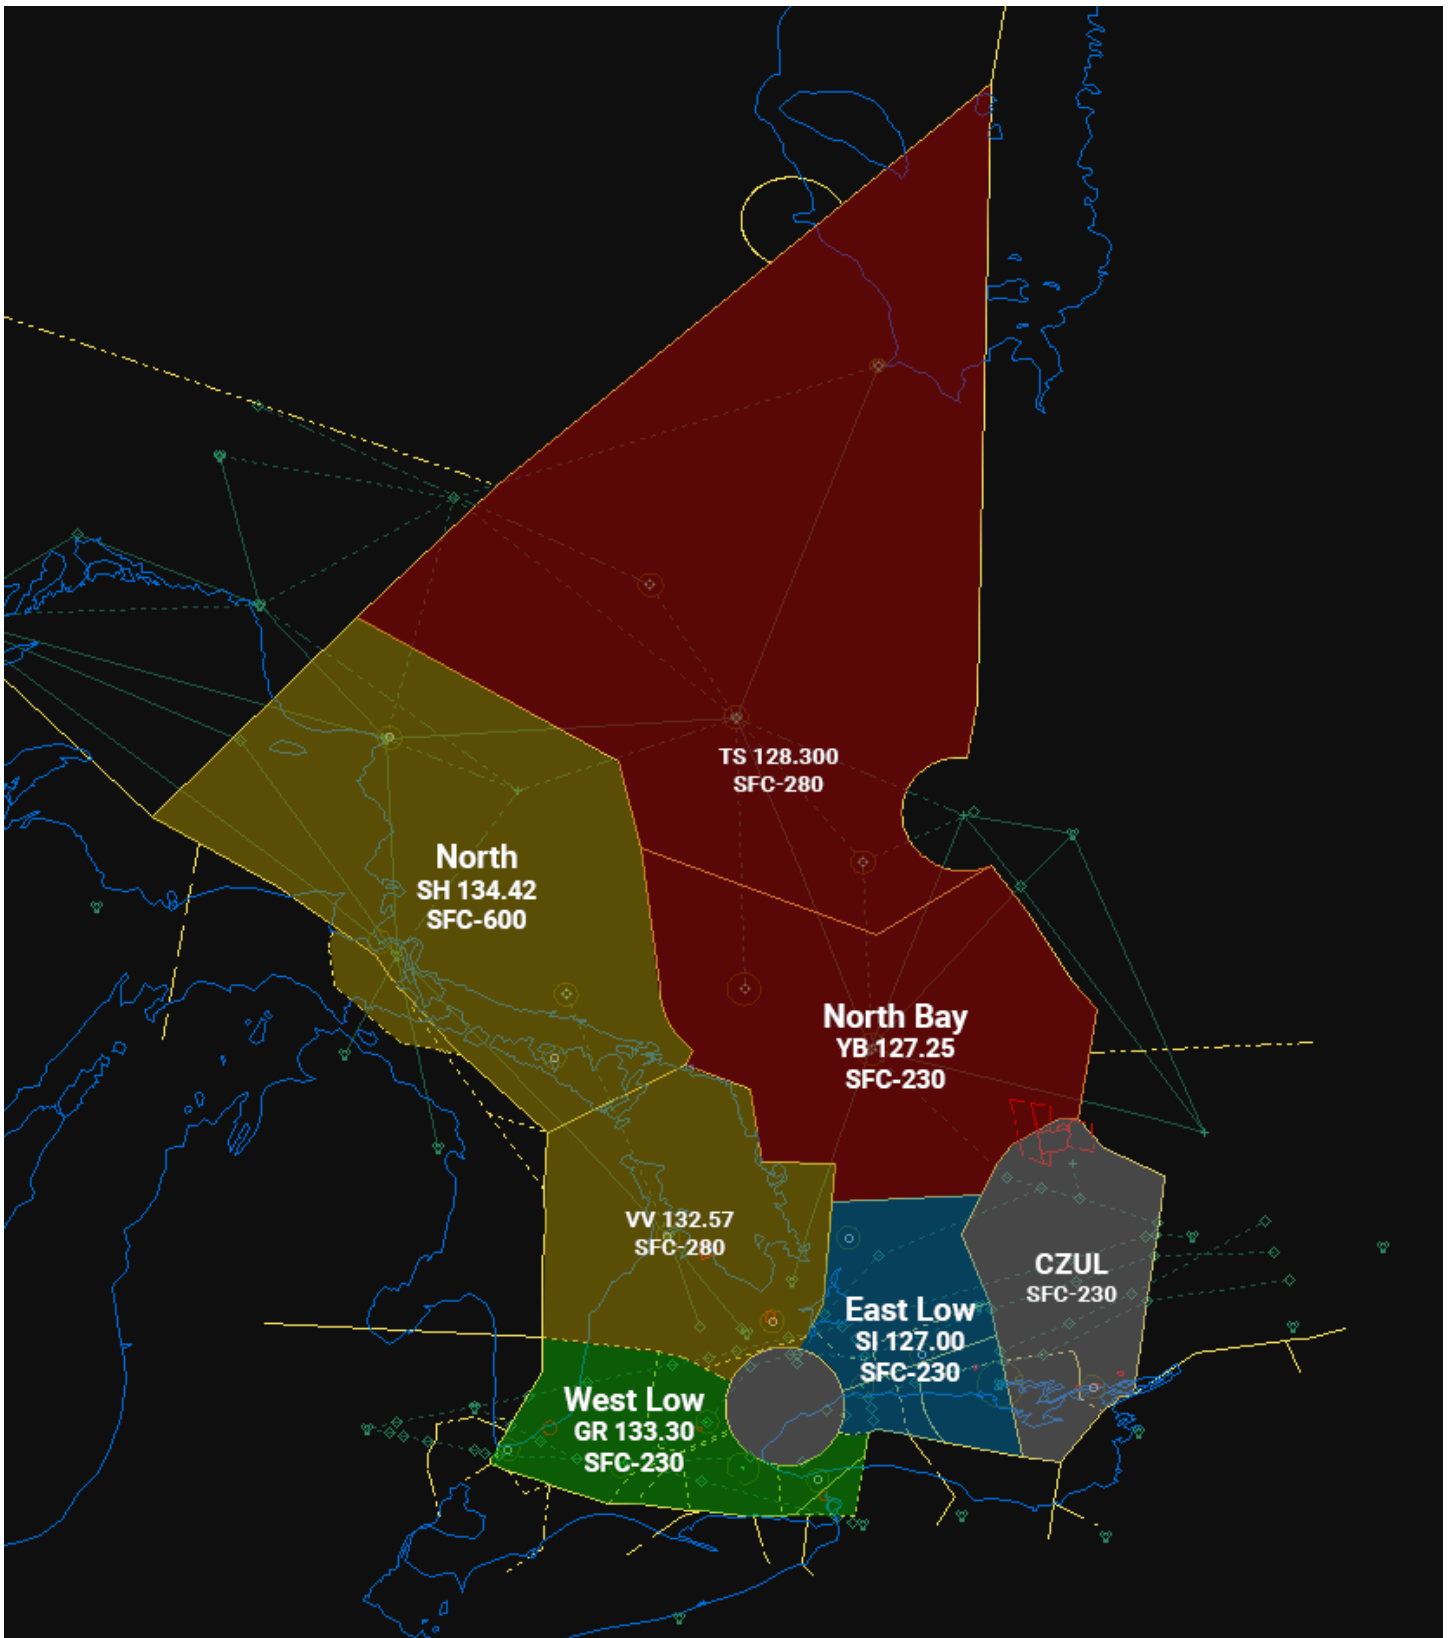 TS 128.300
SFC-280
North
SH 134.42
SFC-600
North Bay
YB 127.25
SFC-230
VV 132.57
SFC-280
CZUL
SFC-230
East Low
SI 127.00
SFC-230
West Low
GR 133.30
SFC-230